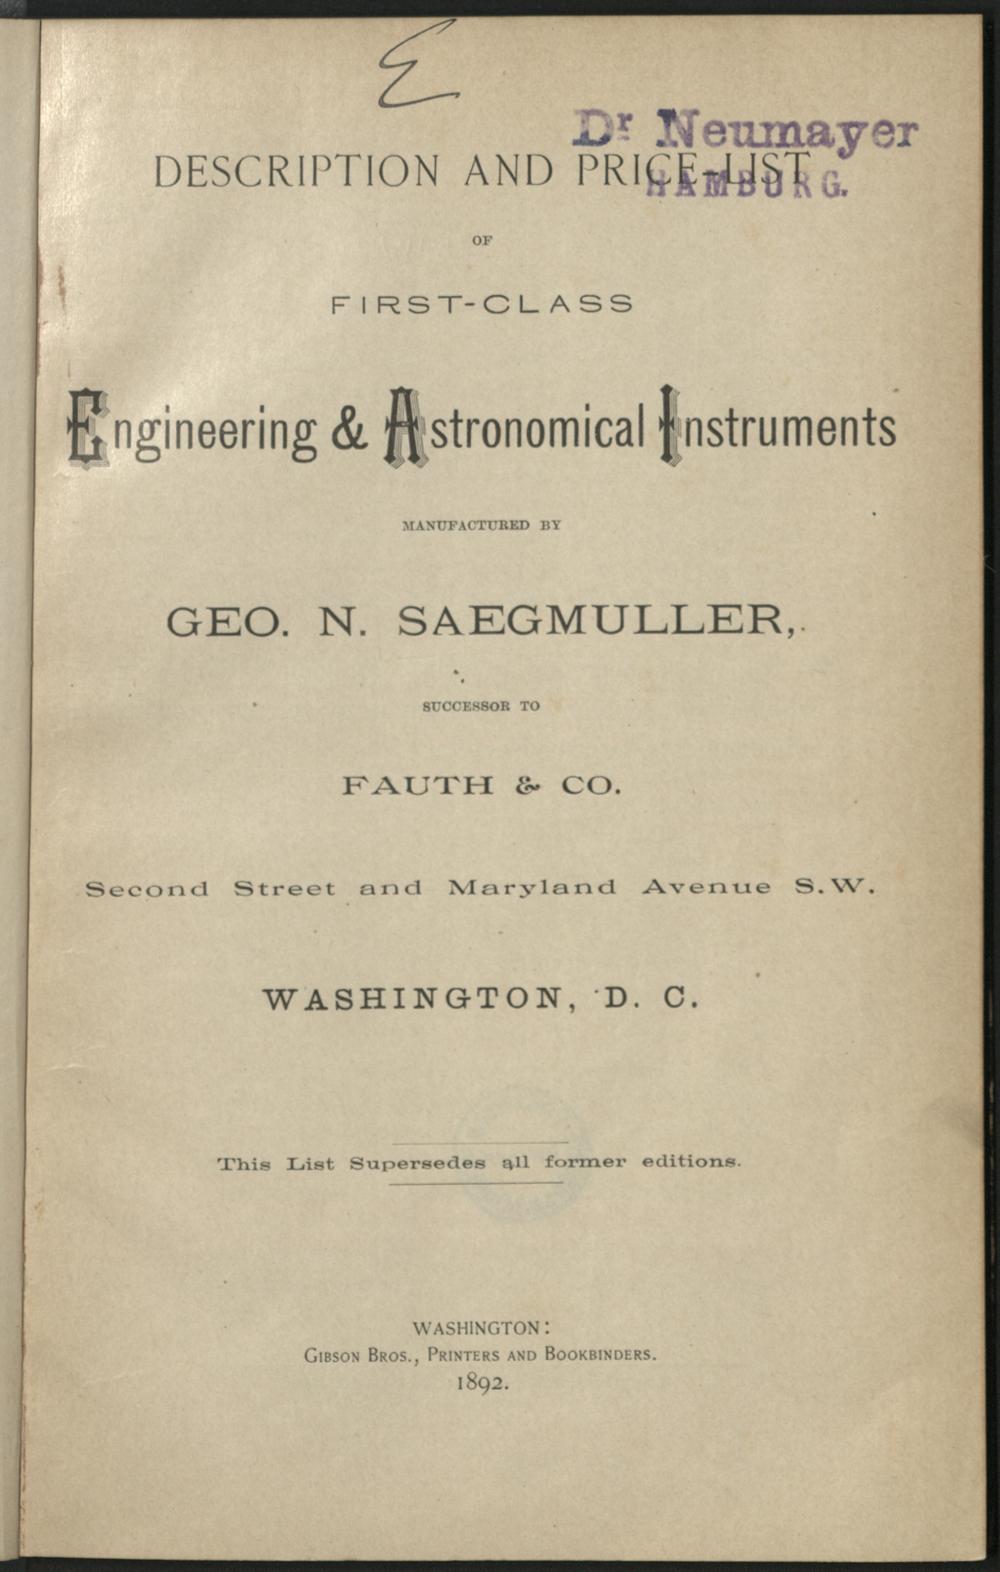 Dr Neumayer
HAMBURG.
DESCRIPTION AND PRICE-LIST
OF
FIRST-CLASS
Engineering & Astronomical Instruments
MANUFACTURED BY
GEO. N. SAEGMULLER,
SUCCESSOR TO
FAUTH & CO.
Second Street and Maryland Avenue S.W.
WASHINGTON, D. C.
This List Supersedes all former editions.
WASHINGTON:
GIBSON BROS., PRINTERS AND BOOKBINDERS.
1892.